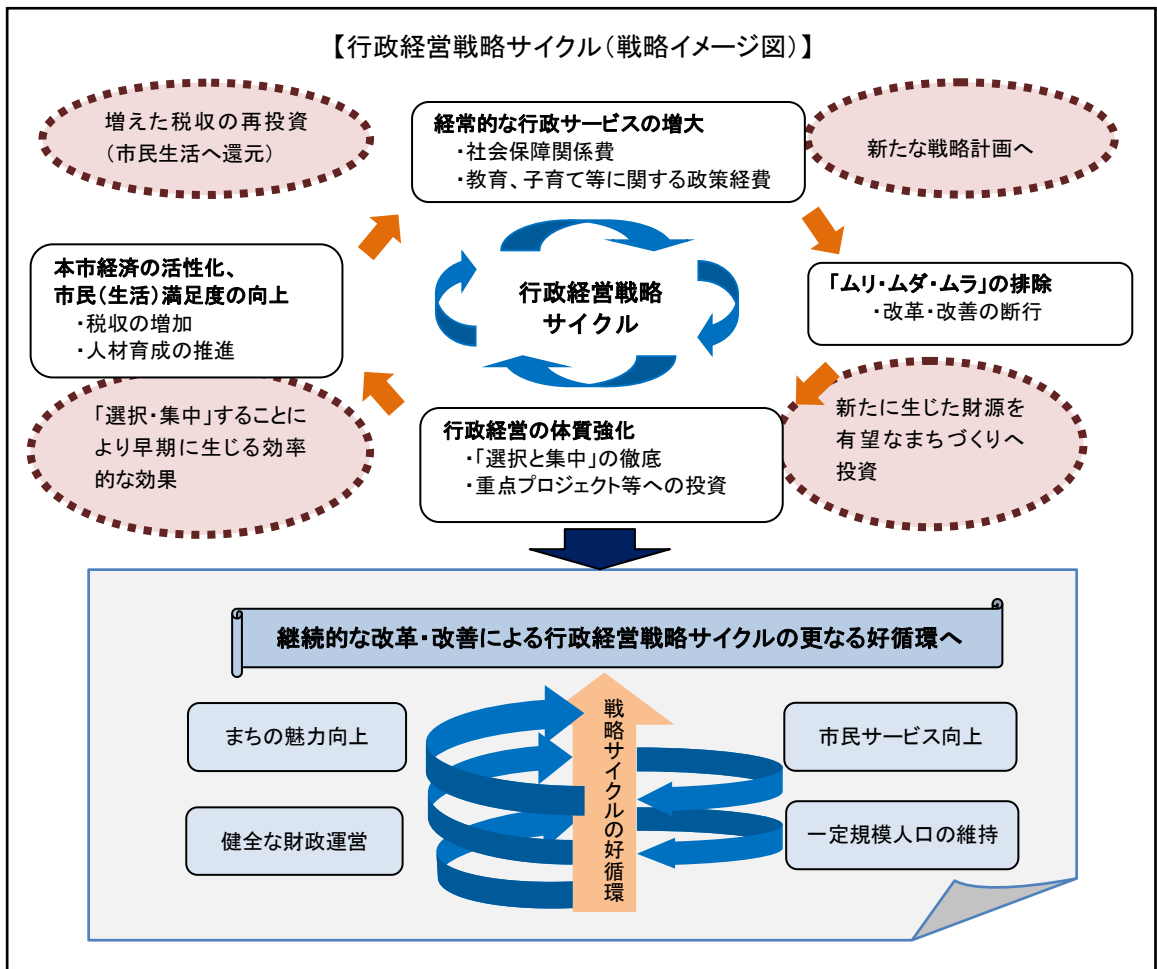 【行政経営戦略サイクル（戦略イメージ図）】
増えた税収の再投資
（市民生活へ還元）
経常的な行政サービスの増大
・社会保障関係費
・教育、子育て等に関する政策経費
新たな戦略計画へ
本市経済の活性化、
市民（生活）満足度の向上
・税収の増加
・人材育成の推進
行政経営戦略
サイクル
「ムリ・ムダ・ムラ」の排除
・改革・改善の断行
「選択・集中」することに
より早期に生じる効率
的な効果
行政経営の体質強化
・「選択と集中」の徹底
・重点プロジェクト等への投資
新たに生じた財源を
有望なまちづくりへ
投資
継続的な改革・改善による行政経営戦略サイクルの更なる好循環へ
まちの魅力向上
健全な財政運営
戦略サイクルの好循環
市民サービス向上
一定規模人口の維持